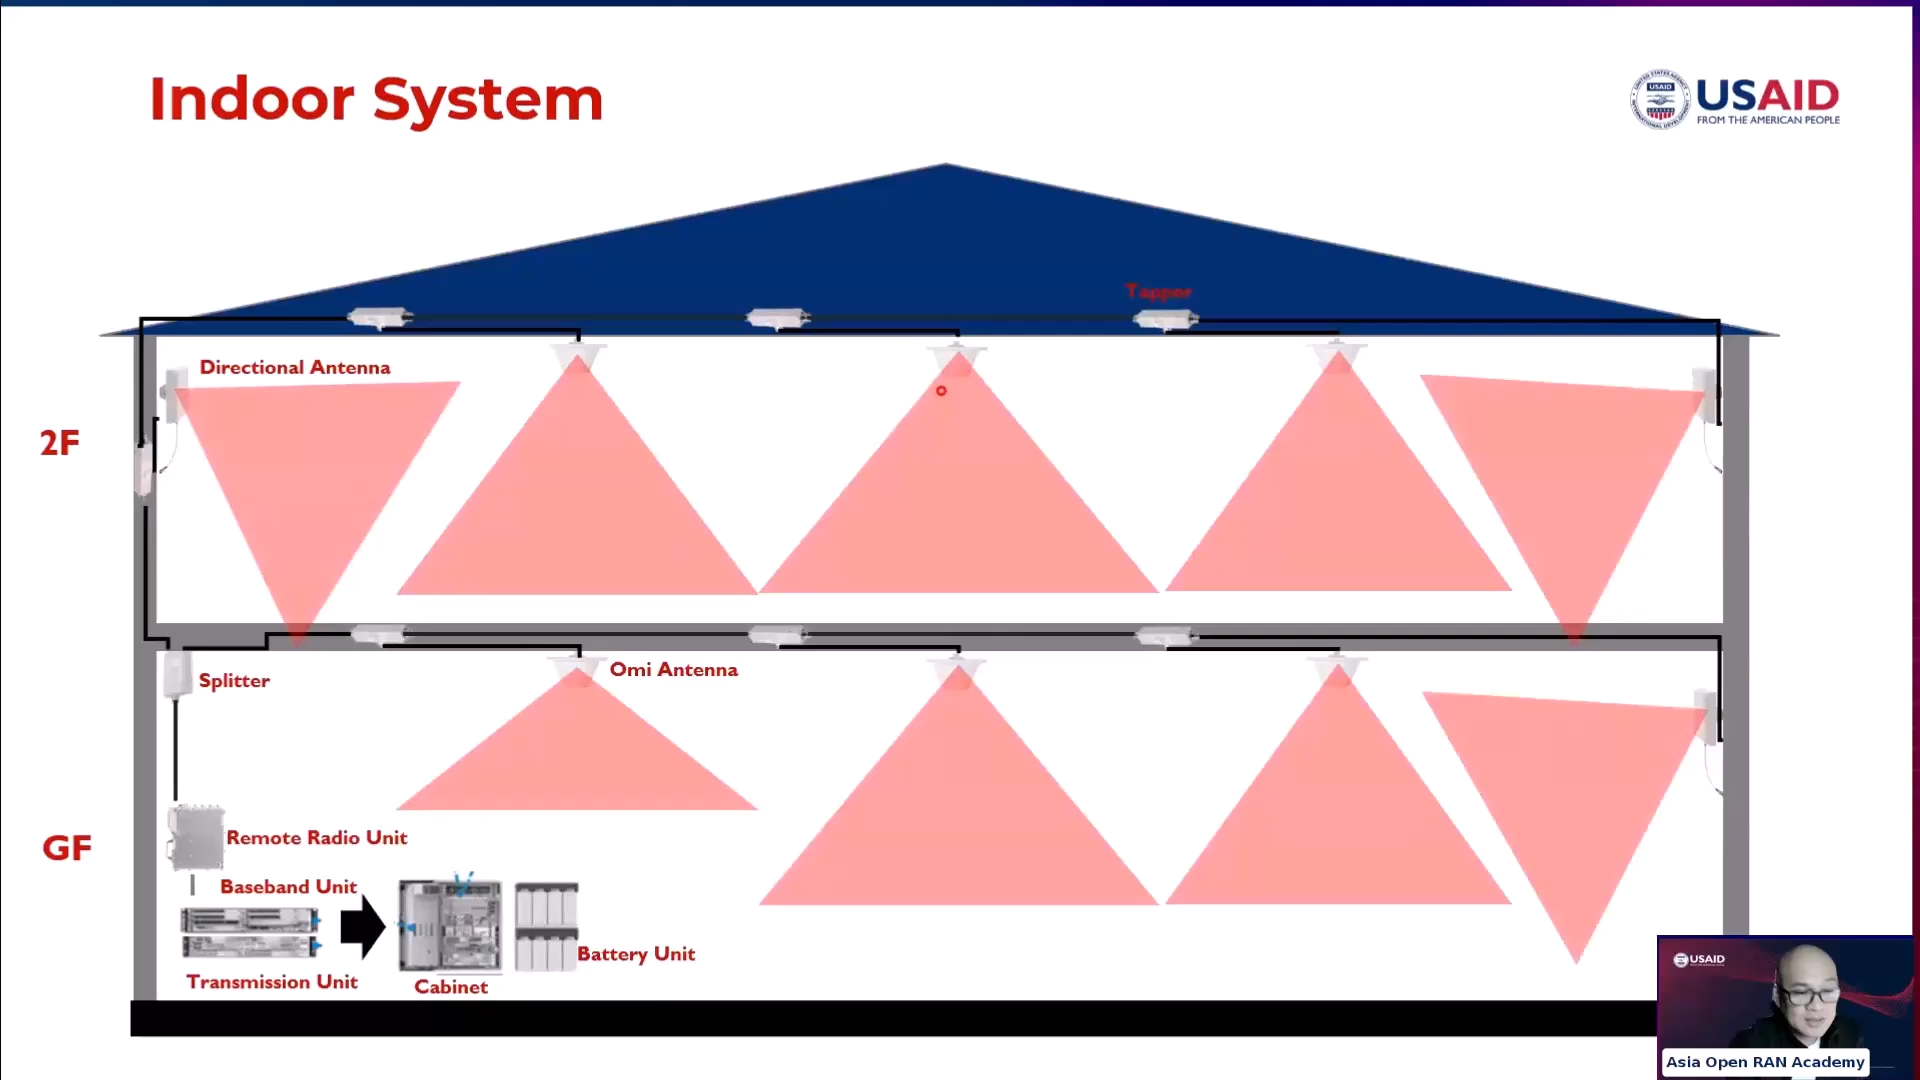 Indoor System
USAID
FROM THE AMERICAN PEOPLE
Tapper
Directional Antenna
2F
Omi Antenna
Splitter
GF
Remote Radio Unit
Baseband Unit
Battery Unit
Transmission Unit
Cabinet
USAID
Asia Open RAN Academy